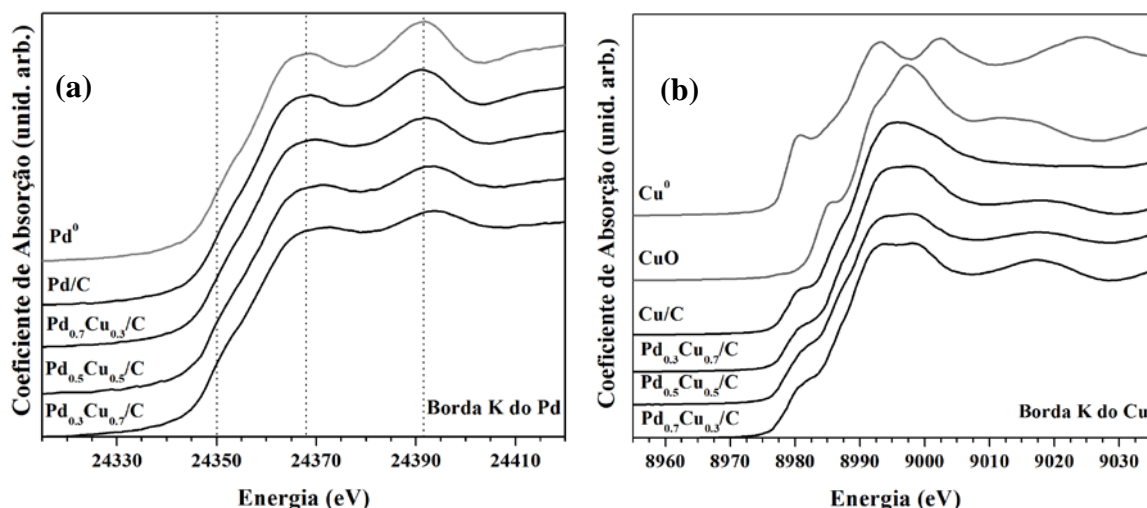 (a)
Coeficiente de Absorção (unid. arb.)
Pd⁰
Pd/C
Pd₀.₇Cu₀.₃/C
Pd₀.₅Cu₀.₅/C
Pd₀.₃Cu₀.₇/C
Borda K do Pd
24330 24350 24370 24390 24410
Energia (eV)
(b)
Coeficiente de Absorção (unid. arb.)
Cu⁰
CuO
Cu/C
Pd₀.₃Cu₀.₇/C
Pd₀.₅Cu₀.₅/C
Pd₀.₇Cu₀.₃/C
Borda K do Cu
8960 8970 8980 8990 9000 9010 9020 9030
Energia (eV)